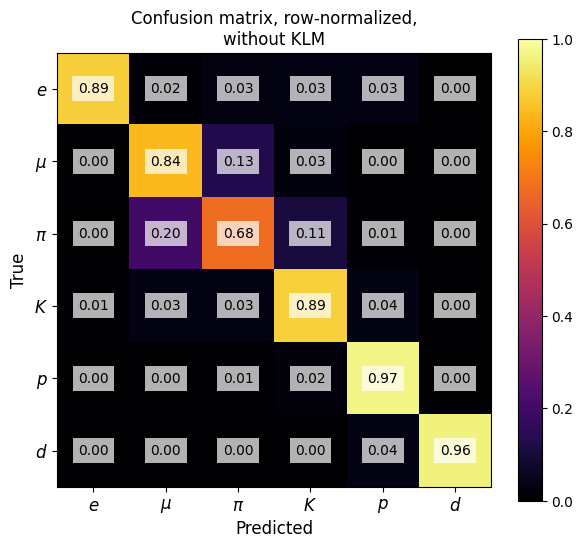 Confusion matrix, row-normalized,
without KLM
True
e 0.89 0.02 0.03 0.03 0.03 0.00
μ 0.00 0.84 0.13 0.03 0.00 0.00
π 0.00 0.20 0.68 0.11 0.01 0.00
K 0.01 0.03 0.03 0.89 0.04 0.00
p 0.00 0.00 0.01 0.02 0.97 0.00
d 0.00 0.00 0.00 0.00 0.04 0.96
e μ π K p d
Predicted
1.0
0.8
0.6
0.4
0.2
0.0